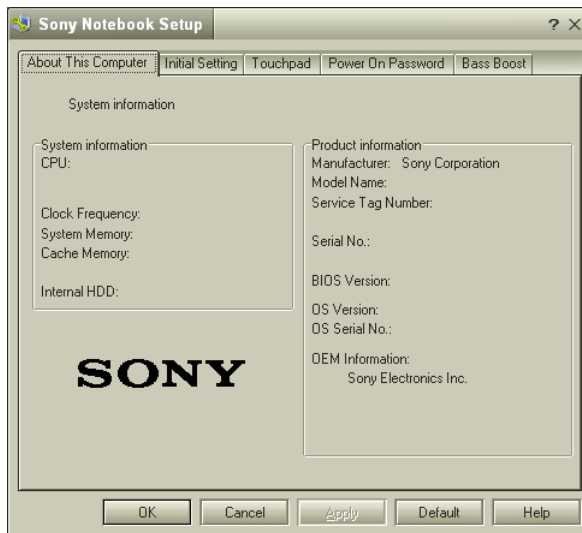 Sony Notebook Setup
About This Computer
Initial Setting
Touchpad
Power On Password
Bass Boost
System information
System information
CPU:
Clock Frequency:
System Memory:
Cache Memory:
Internal HDD:
SONY
Product information
Manufacturer: Sony Corporation
Model Name:
Service Tag Number:
Serial No.:
BIOS Version:
OS Version:
OS Serial No.:
OEM Information:
Sony Electronics Inc.
OK
Cancel
Apply
Default
Help